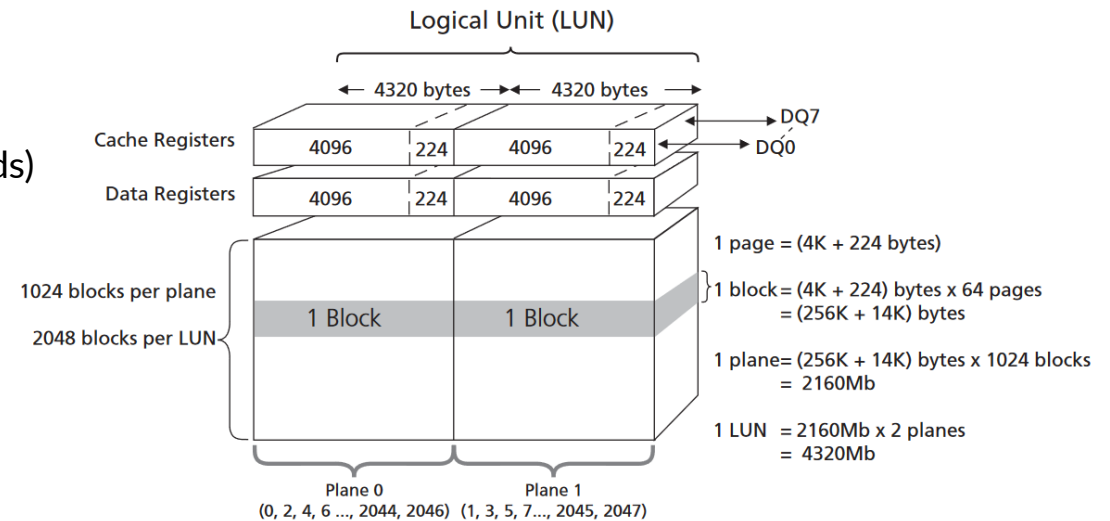 Logical Unit (LUN)
4320 bytes 4320 bytes
DQ7
Cache Registers 4096 224 4096 224 DQ0
ds)
Data Registers 4096 224 4096 224
1 page = (4K + 224 bytes)
1024 blocks per plane
2048 blocks per LUN
1 Block 1 Block
1 block = (4K + 224) bytes x 64 pages
= (256K + 14K) bytes
1 plane= (256K + 14K) bytes x 1024 blocks
= 2160Mb
1 LUN = 2160Mb x 2 planes
= 4320Mb
Plane 0
(0, 2, 4, 6 ..., 2044, 2046)
Plane 1
(1, 3, 5, 7..., 2045, 2047)